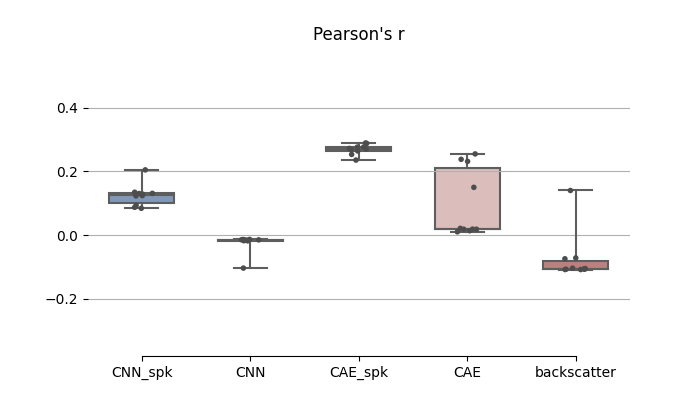 Pearson's r
0.4
0.2
0.0
−0.2
CNN_spk
CNN
CAE_spk
CAE
backscatter